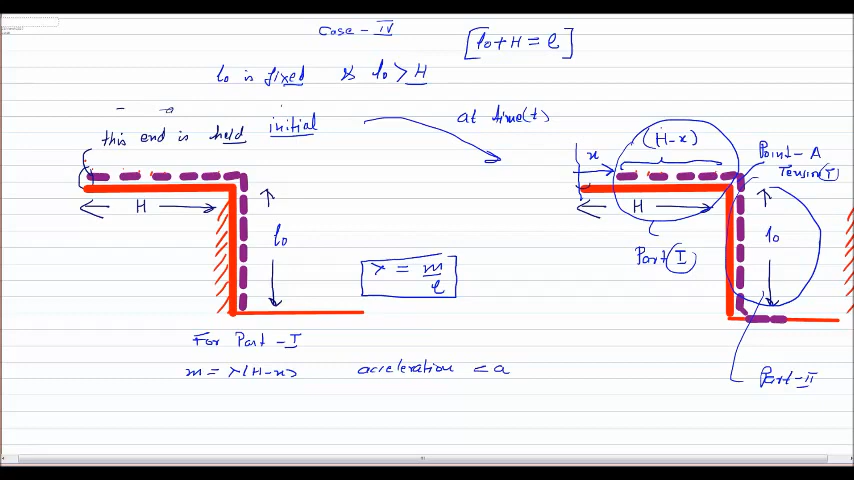 Case - IV
[l0 + H = l]
l0 is fixed & l0 > H
at time(t)
this end is held initial
x
(H-x)
Point - A
Tension (T)
H
l0
H
l0
Part I
λ = m/l
For Part - I
m = λ(H-x) acceleration = a
Part - II